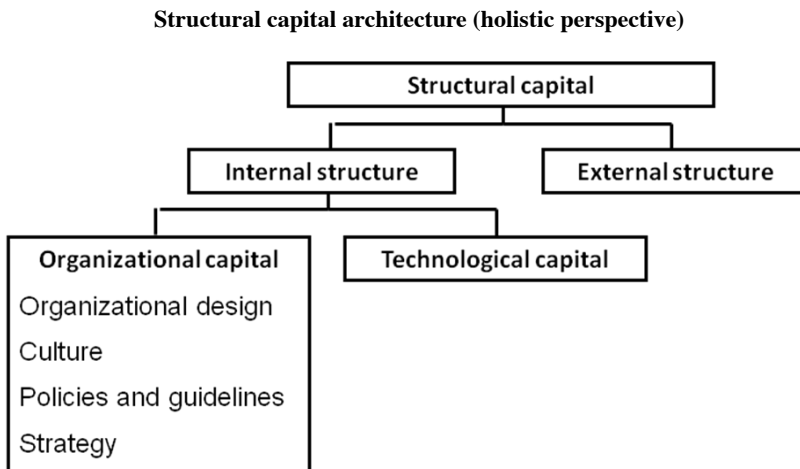 Structural capital architecture (holistic perspective)
Structural capital
Internal structure
External structure
Organizational capital
Technological capital
Organizational design
Culture
Policies and guidelines
Strategy